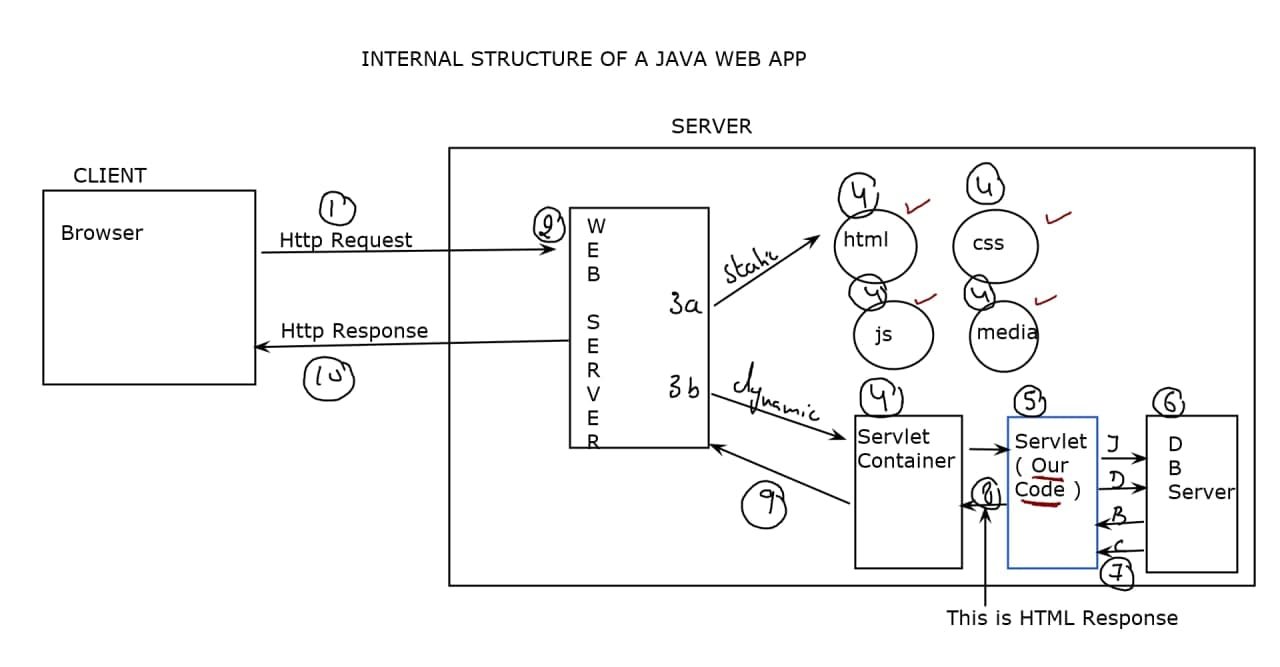 INTERNAL STRUCTURE OF A JAVA WEB APP
SERVER
CLIENT
Browser
1
Http Request
Http Response
10
2
W
E
B
S
E
R
V
E
R
3a
static
3b
dynamic
4
html
4
css
4
js
4
media
4
Servlet
Container
5
Servlet
( Our
Code )
8
J
D
B
C
7
6
D
B
Server
9
This is HTML Response